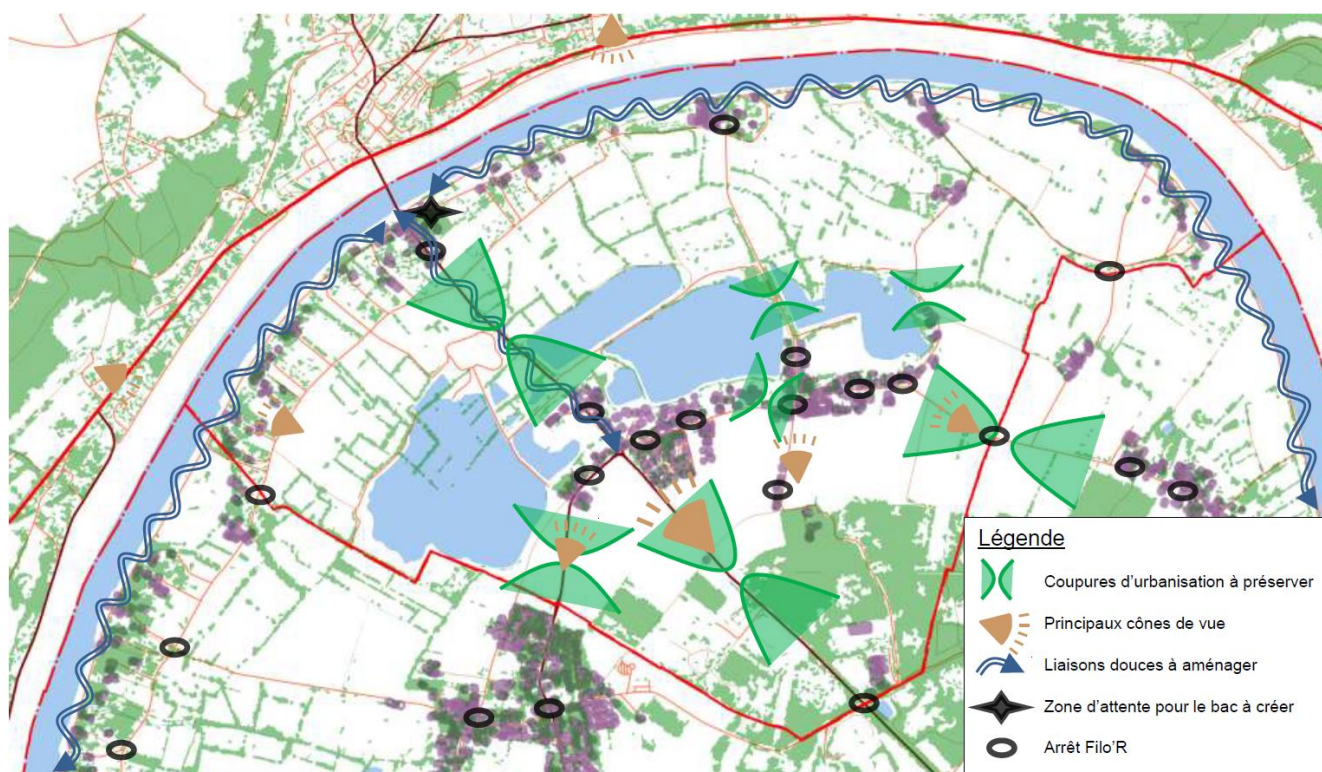 Légende
Coupures d'urbanisation à préserver
Principaux cônes de vue
Liaisons douces à aménager
Zone d'attente pour le bac à créer
Arrêt Filo'R